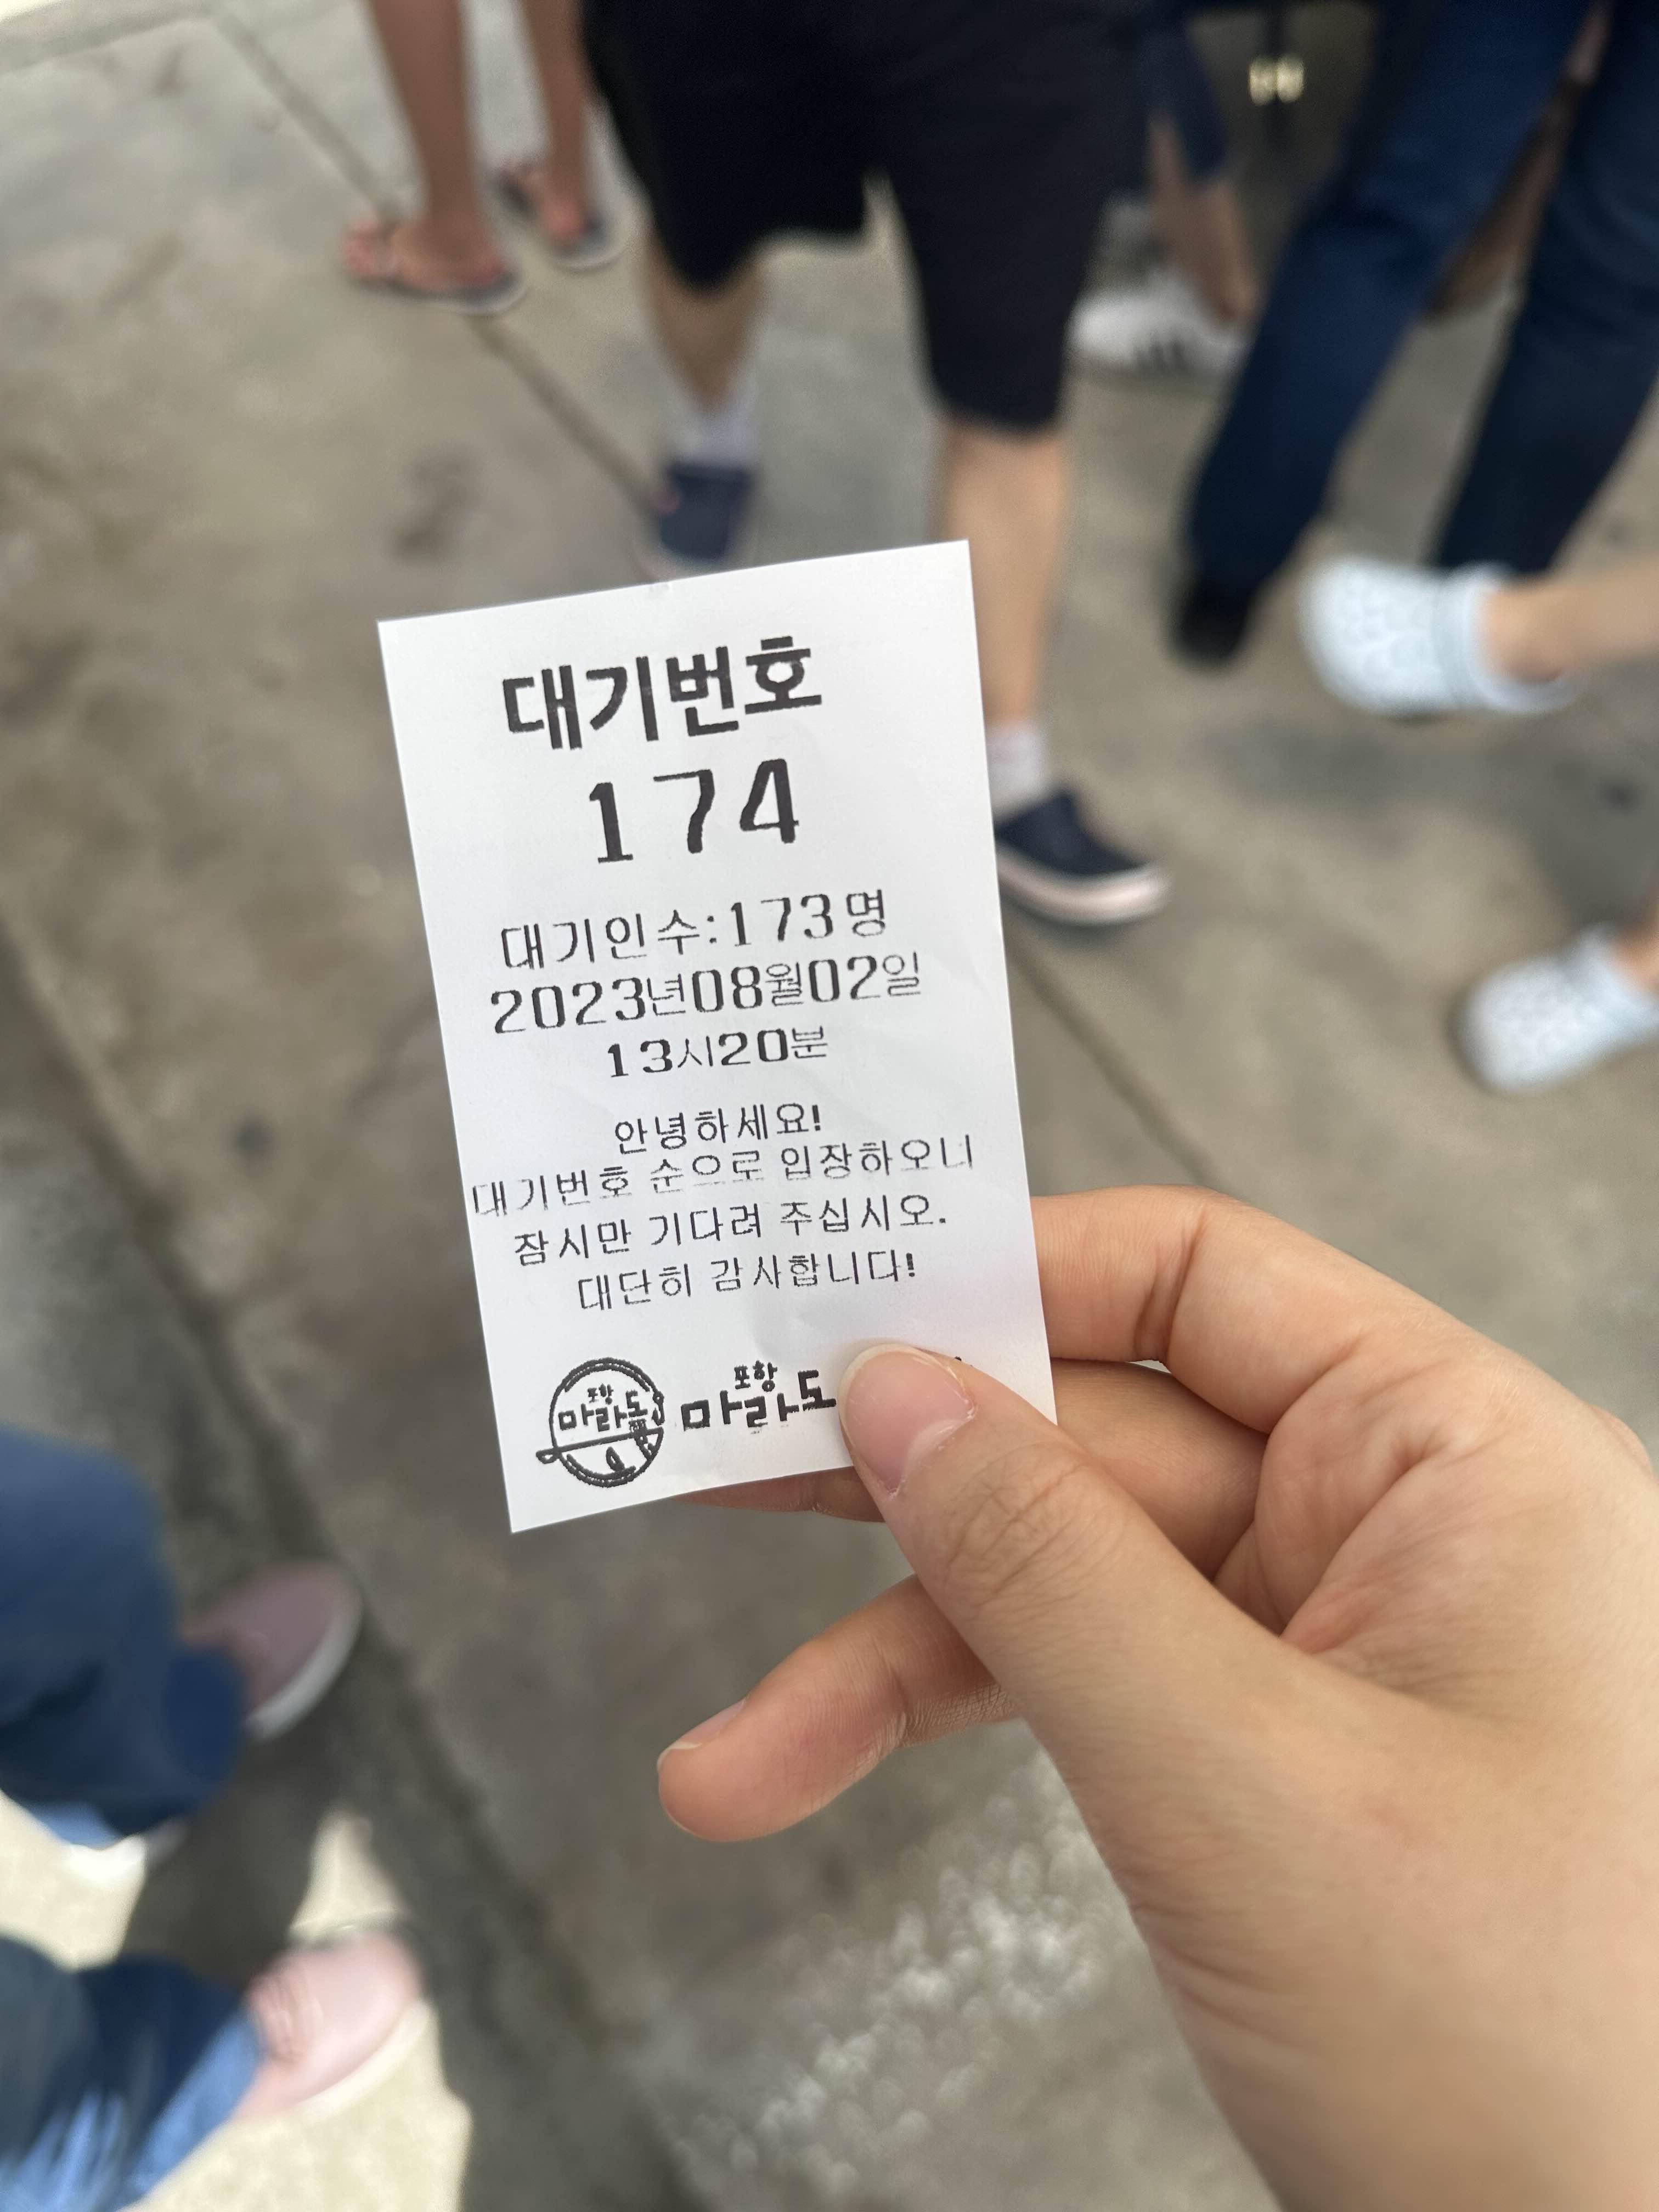 대기번호
174
대기인수:173명
2023년08월02일
13시20분
안녕하세요!
대기번호 순으로 입장하오니
잠시만 기다려 주십시오.
대단히 감사합니다!
포항
마라도
포항
마라도